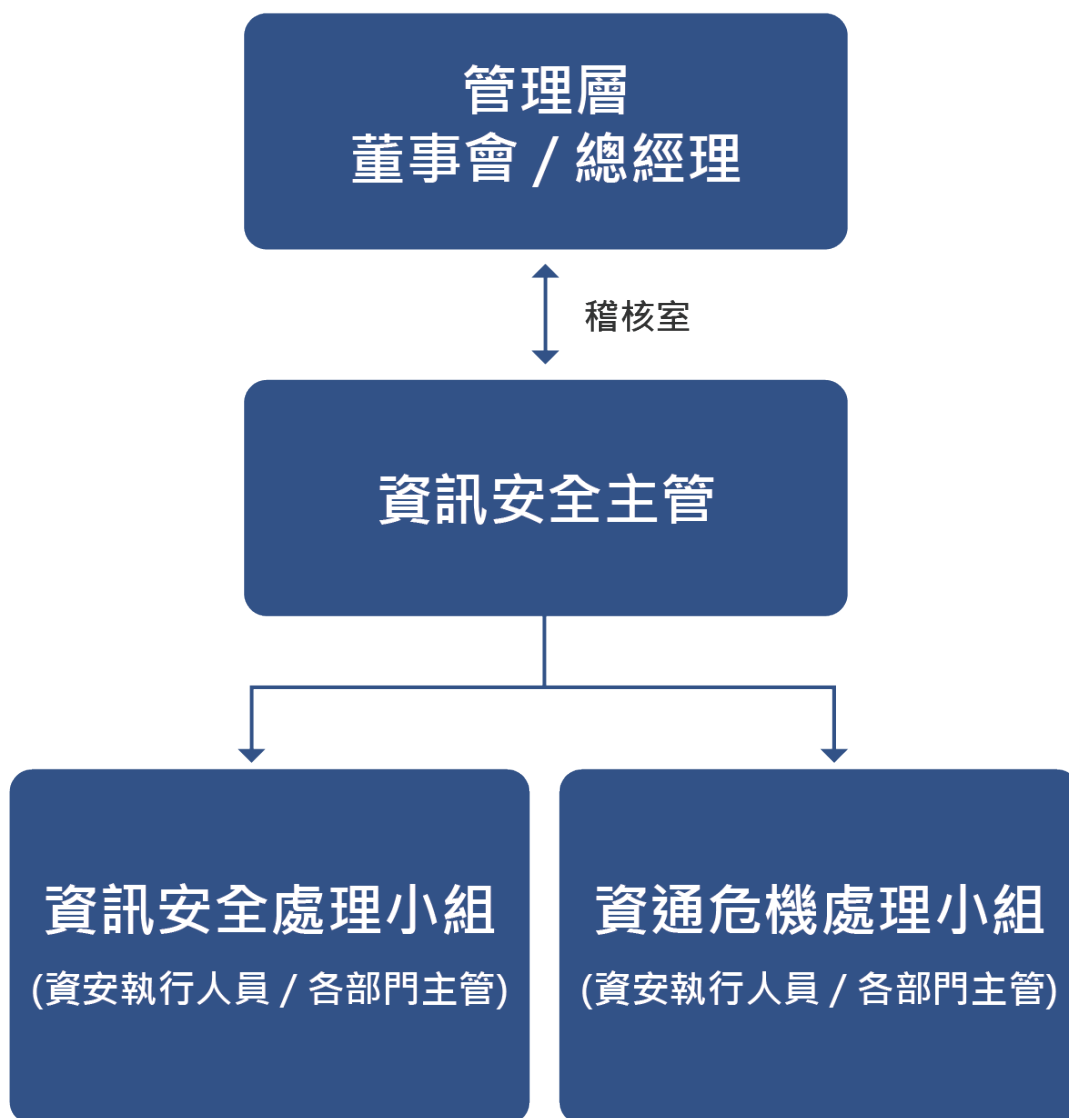 管理層
董事會 / 總經理
稽核室
資訊安全主管
資訊安全處理小組
(資安執行人員 / 各部門主管)
資通危機處理小組
(資安執行人員 / 各部門主管)